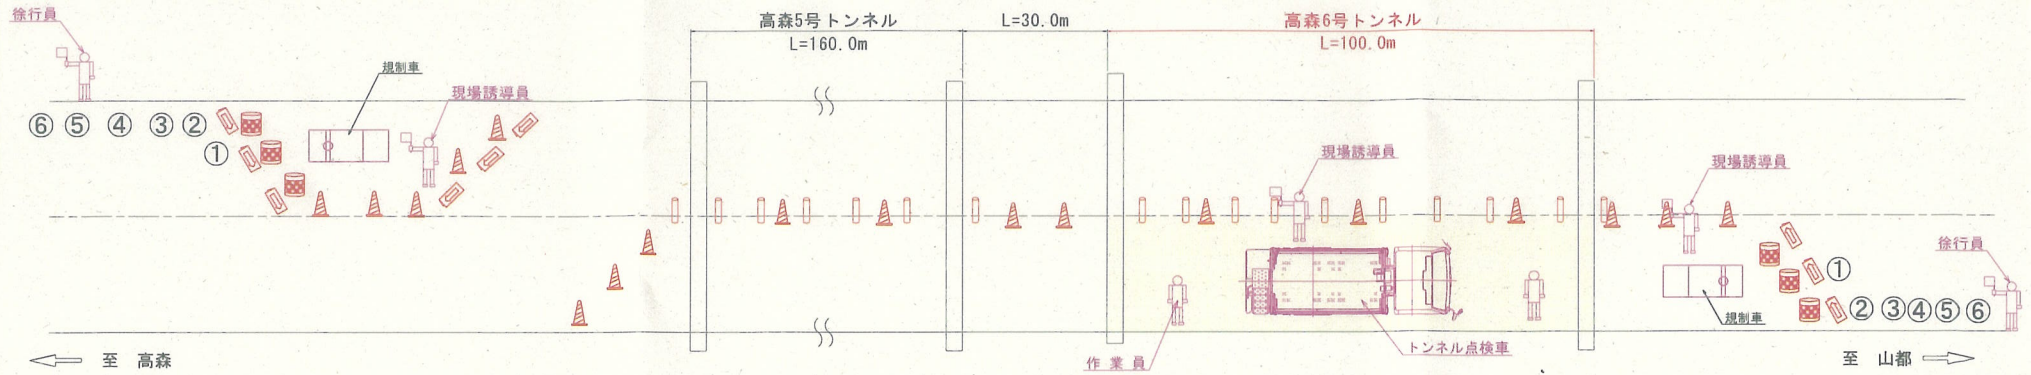 徐行員
高森5号トンネル
L=30.0m
高森6号トンネル
L=160.0m
L=100.0m
規制車
現場誘導員
⑥ ⑤ ④ ③ ②
①
現場誘導員
現場誘導員
徐行員
①
② ③ ④ ⑤ ⑥
規制車
作業員
トンネル点検車
至 高森
至 山都